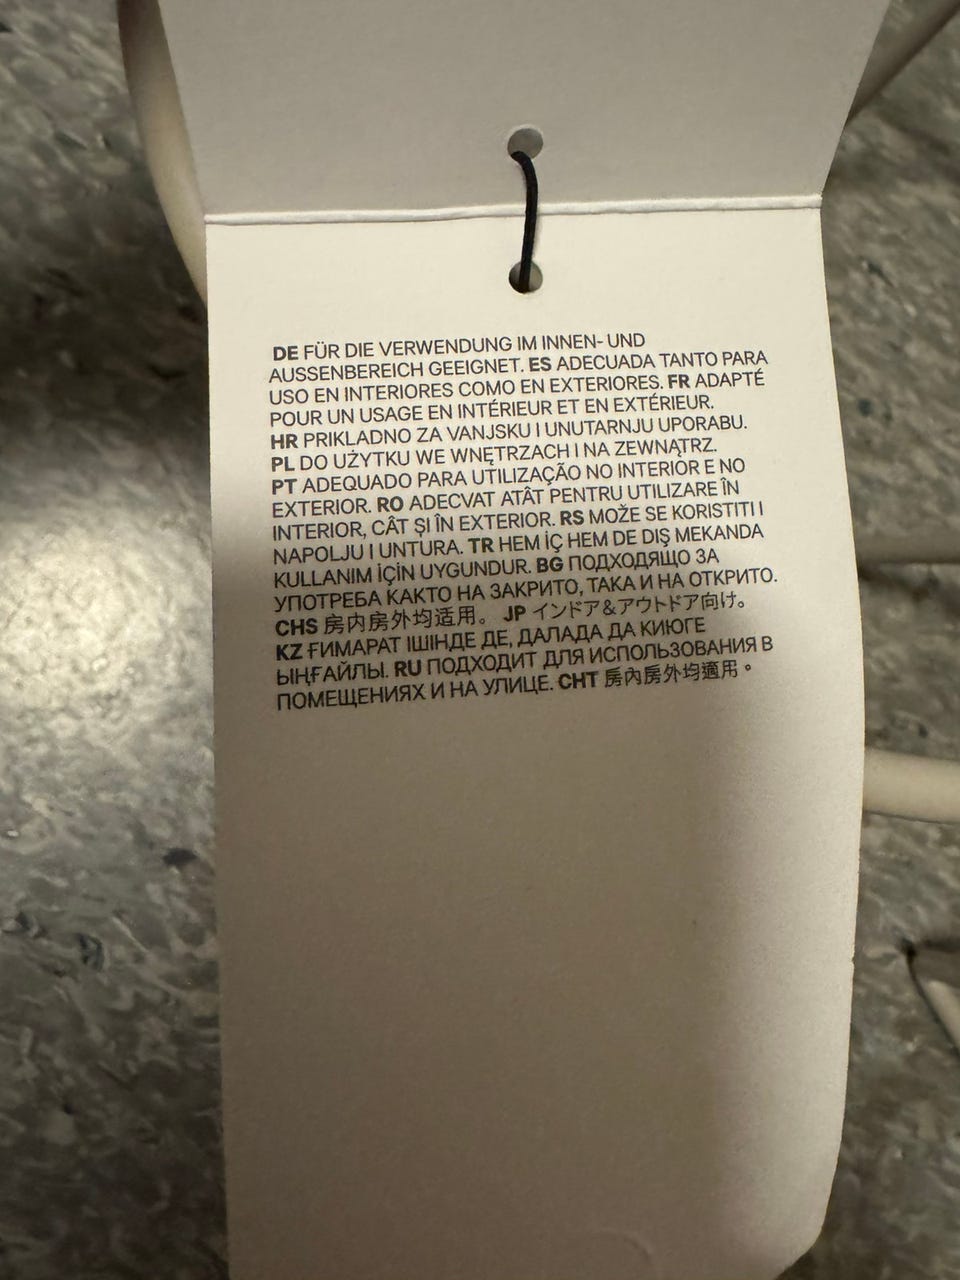 DE FÜR DIE VERWENDUNG IM INNEN- UND
AUSSENBEREICH GEEIGNET. ES ADECUADA TANTO PARA
USO EN INTERIORES COMO EN EXTERIORES. FR ADAPTÉ
POUR UN USAGE EN INTÉRIEUR ET EN EXTÉRIEUR.
HR PRIKLADNO ZA VANJSKU I UNUTARNJU UPORABU.
PL DO UŻYTKU WE WNĘTRZACH I NA ZEWNĄTRZ.
PT ADEQUADO PARA UTILIZAÇÃO NO INTERIOR E NO
EXTERIOR. RO ADECVAT ATÂT PENTRU UTILIZARE ÎN
INTERIOR, CÂT ȘI ÎN EXTERIOR. RS MOŽE SE KORISTITI I
NAPOLJU I UNTURA. TR HEM İÇ HEM DE DIŞ MEKANDA
KULLANIM İÇİN UYGUNDUR. BG ПОДХОДЯЩО ЗА
УПОТРЕБА КАКТО НА ЗАКРИТО, ТАКА И НА ОТКРИТО.
CHS 房内房外均适用。 JP インドア&アウトドア向け。
KZ ҒИМАРАТ ІШІНДЕ ДЕ, ДАЛАДА ДА КИЮГЕ
ЫҢҒАЙЛЫ. RU ПОДХОДИТ ДЛЯ ИСПОЛЬЗОВАНИЯ В
ПОМЕЩЕНИЯХ И НА УЛИЦЕ. CHT 房內房外均適用。